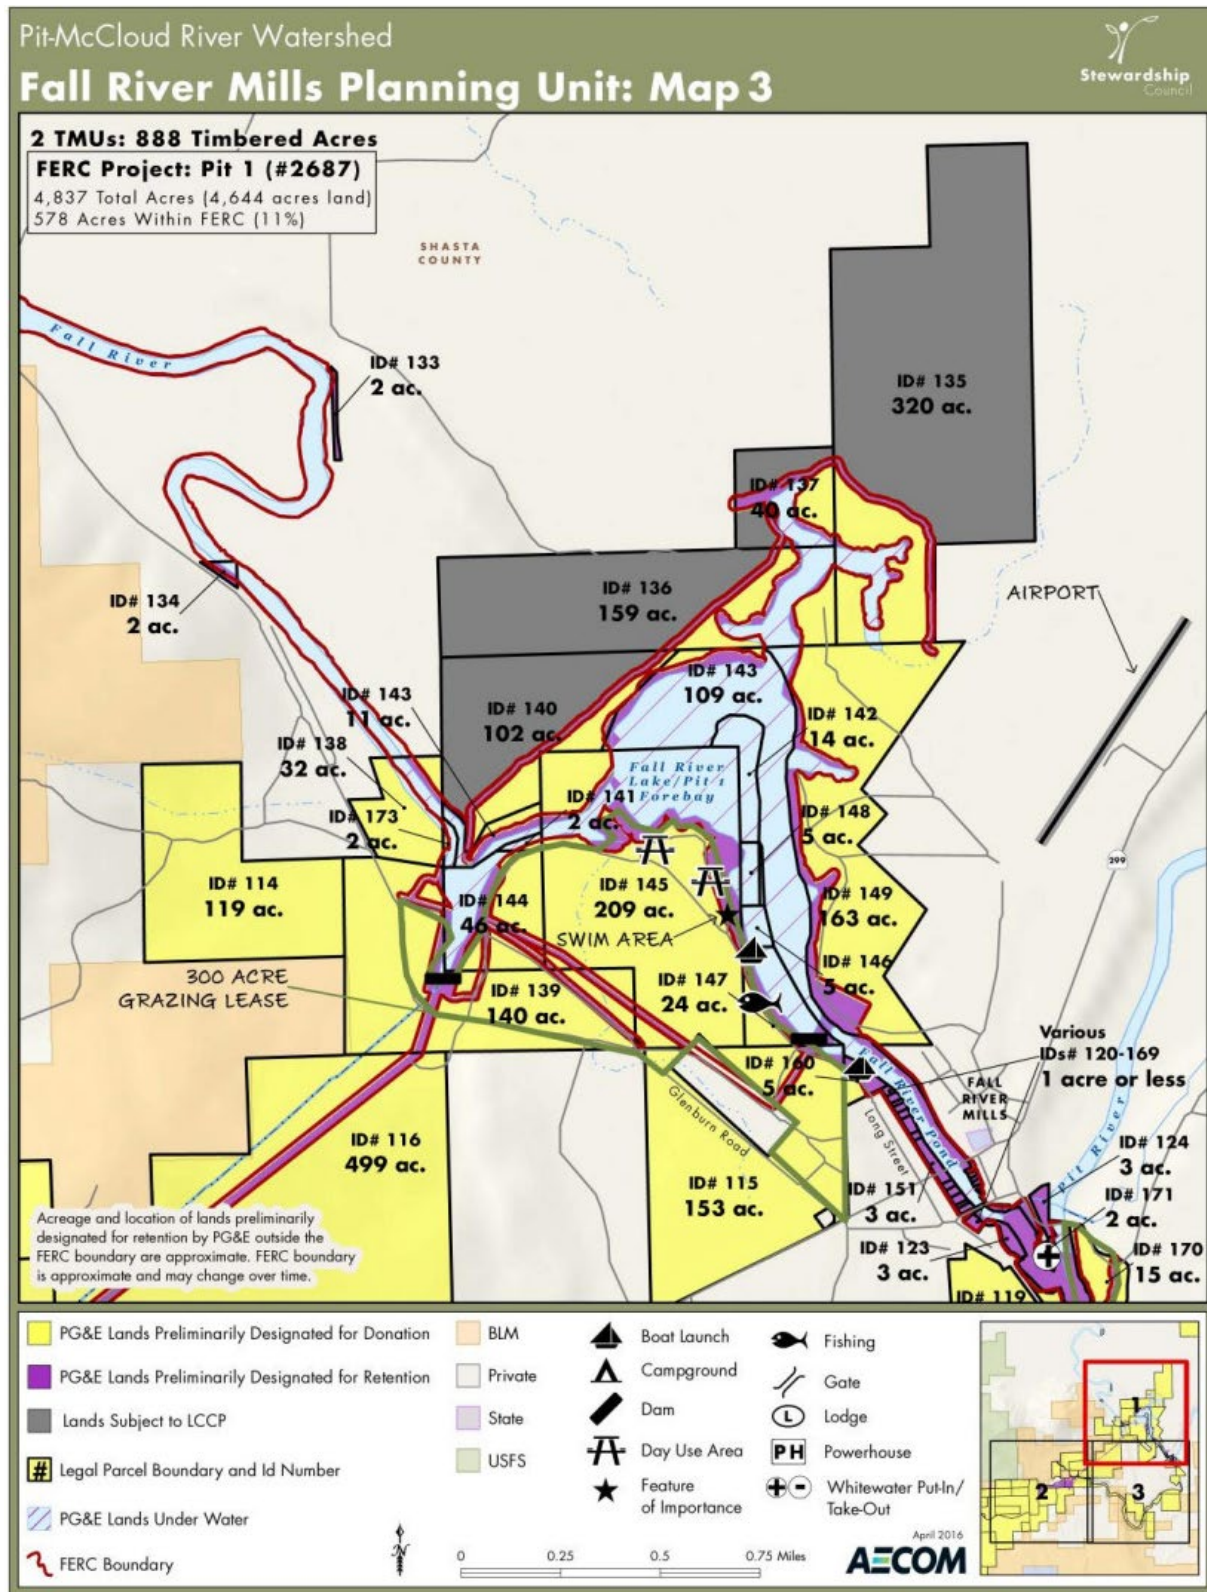 Pit-McCloud River Watershed
Fall River Mills Planning Unit: Map 3
Stewardship
Council
2 TMUs: 888 Timbered Acres
FERC Project: Pit 1 (#2687)
4,837 Total Acres (4,644 acres land)
578 Acres Within FERC (11%)
SHASTA
COUNTY
Fall River
ID# 133
2 ac.
ID# 135
320 ac.
ID# 137
40 ac.
ID# 134
2 ac.
ID# 136
159 ac.
AIRPORT
ID# 143
11 ac.
ID# 143
109 ac.
ID# 140
102 ac.
ID# 142
14 ac.
ID# 138
32 ac.
Fall River
Lake/Pit 1
Forebay
ID# 141
2 ac.
ID# 173
2 ac.
ID# 148
5 ac.
299
ID# 114
119 ac.
ID# 144
46 ac.
ID# 145
209 ac.
ID# 149
163 ac.
SWIM AREA
300 ACRE
GRAZING LEASE
ID# 139
140 ac.
ID# 147
24 ac.
ID# 146
5 ac.
Various
IDs# 120-169
1 acre or less
ID# 160
5 ac.
FALL
RIVER
MILLS
Fall River Pond
Glenburn Road
Long Street
Pit River
ID# 116
499 ac.
ID# 124
3 ac.
ID# 115
153 ac.
ID# 151
3 ac.
ID# 171
2 ac.
ID# 123
3 ac.
ID# 170
15 ac.
ID# 119
Acreage and location of lands preliminarily
designated for retention by PG&E outside the
FERC boundary are approximate. FERC boundary
is approximate and may change over time.
PG&E Lands Preliminarily Designated for Donation
PG&E Lands Preliminarily Designated for Retention
Lands Subject to LCCP
# Legal Parcel Boundary and Id Number
PG&E Lands Under Water
FERC Boundary
BLM
Private
State
USFS
Boat Launch
Campground
Dam
Day Use Area
Feature
of Importance
Fishing
Gate
L Lodge
PH Powerhouse
Whitewater Put-In/
Take-Out
N
0 0.25 0.5 0.75 Miles
April 2016
AECOM
1
2
3